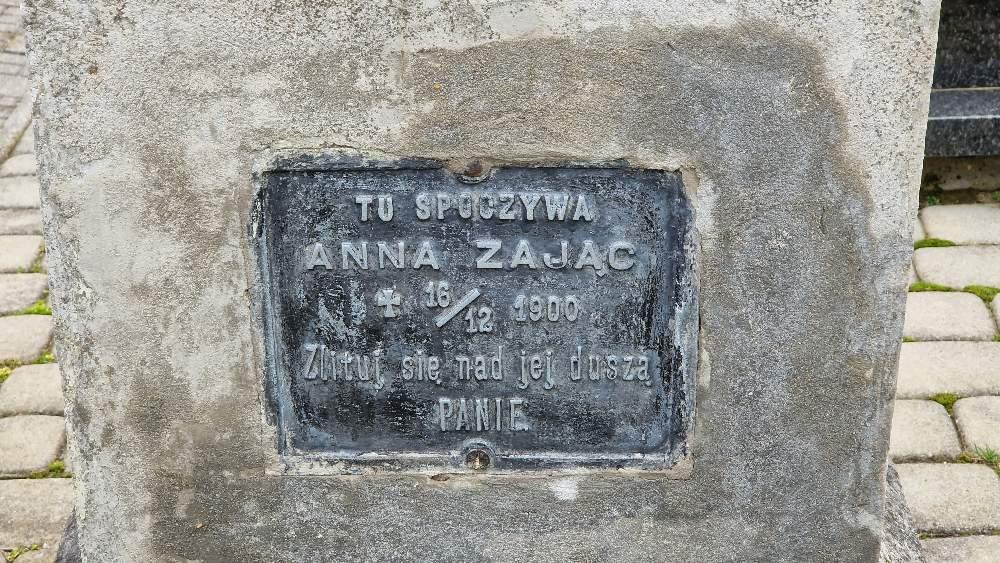 TU SPOCZYWA
ANNA ZAJĄC
✠ 16/12 1900
Zlituj się nad jej duszą
PANIE